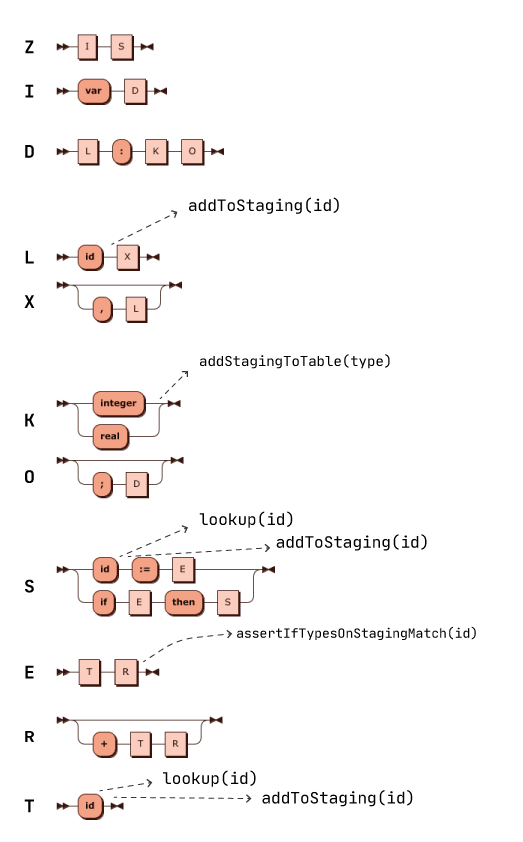 Z I S
I var D
D L : K O
addToStaging(id)
L id X
X , L
addStagingToTable(type)
integer
K
real
O ; D
lookup(id)
addToStaging(id)
id := E
S
if E then S
assertIfTypesOnStagingMatch(id)
E T R
R + T R
lookup(id)
addToStaging(id)
T id